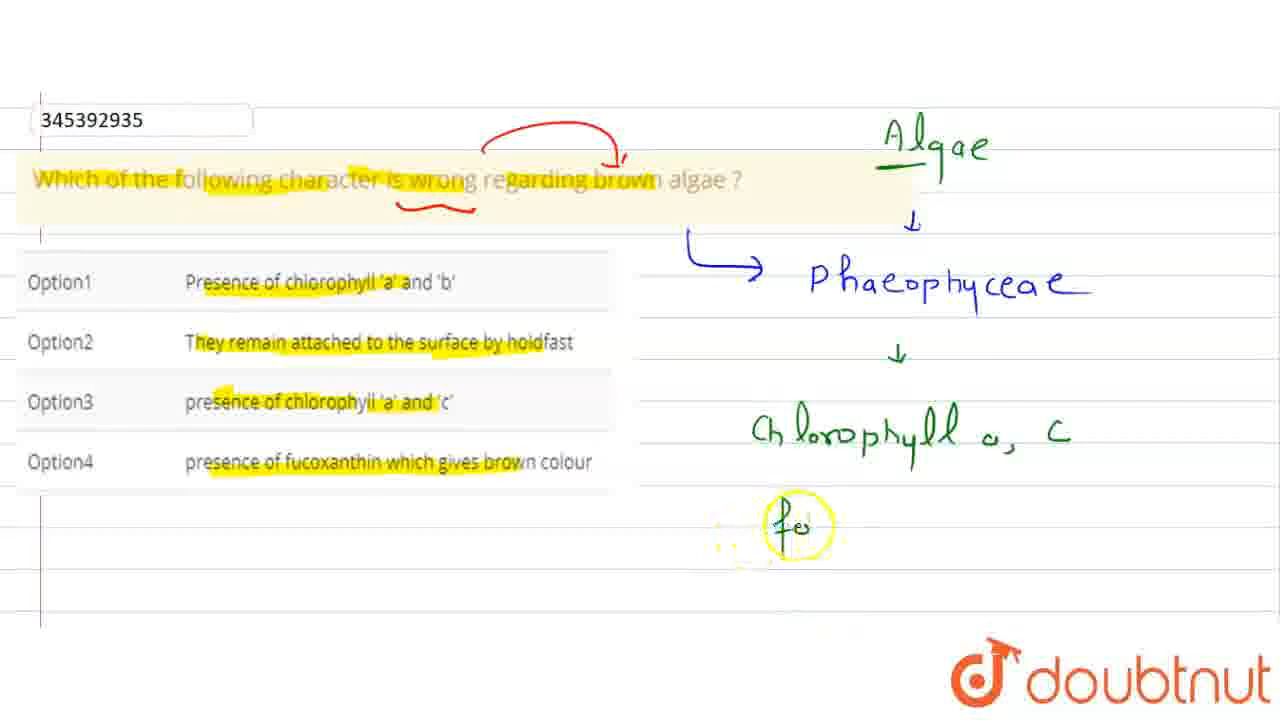 345392935
Algae
Which of the following character is wrong regarding brown algae ?
Phaeophyceae
Option1 Presence of chlorophyll 'a' and 'b'
Option2 They remain attached to the surface by holdfast
Option3 presence of chlorophyll 'a' and 'c'
Chlorophyll a, c
Option4 presence of fucoxanthin which gives brown colour
doubtnut